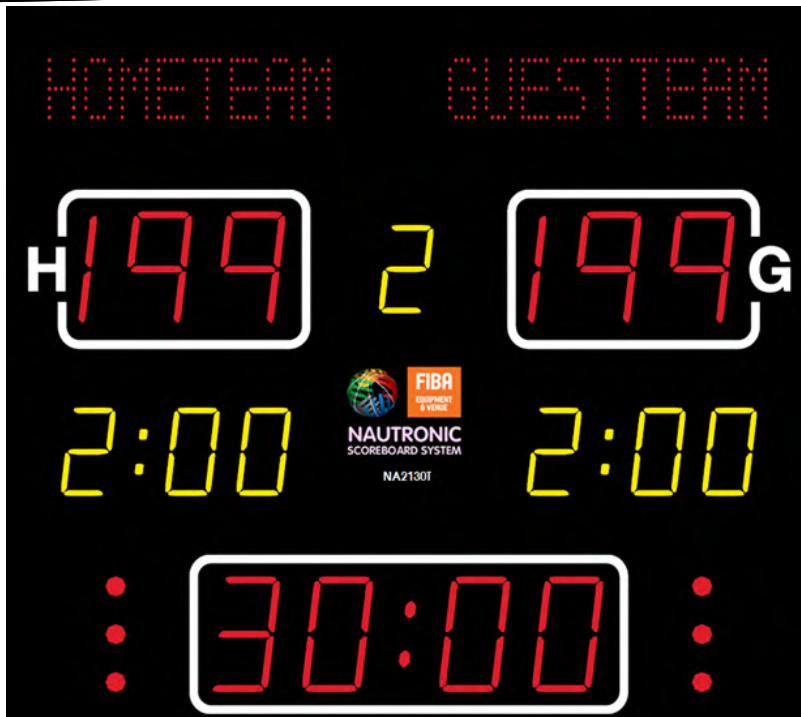 HOMETEAM GUESTTEAM
H 199 2 199 G
FIBA
EQUIPMENT
& VENUE
NAUTRONIC
SCOREBOARD SYSTEM
NA2130T
2:00 2:00
30:00